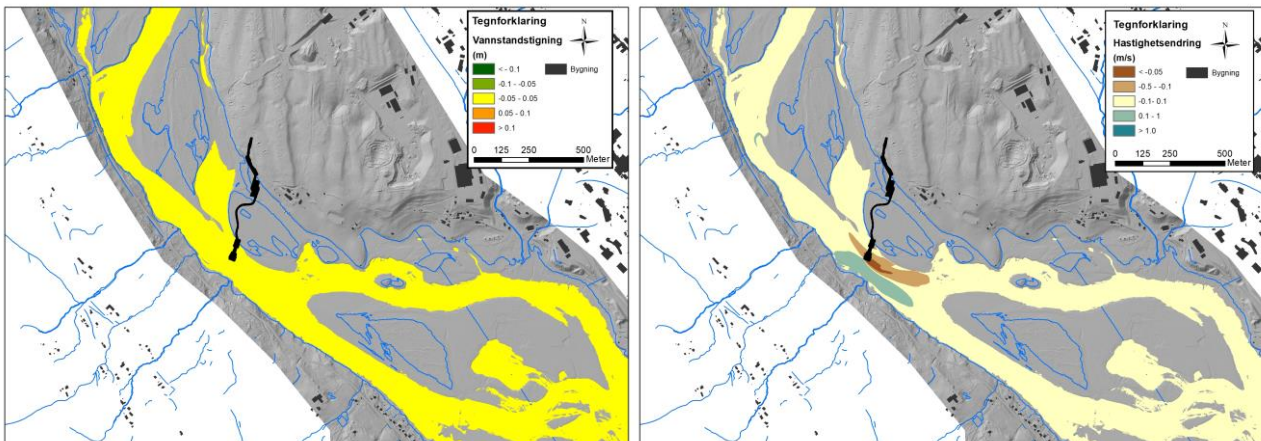 Tegnforklaring
Vannstandstigning
(m)
N
< - 0.1
Bygning
-0.1 - -0.05
-0.05 - 0.05
0.05 - 0.1
> 0.1
0 125 250 500
Meter
Tegnforklaring
Hastighetsendring
(m/s)
N
< -0.05
Bygning
-0.5 - -0.1
-0.1- 0.1
0.1 - 1
> 1.0
0 125 250 500
Meter